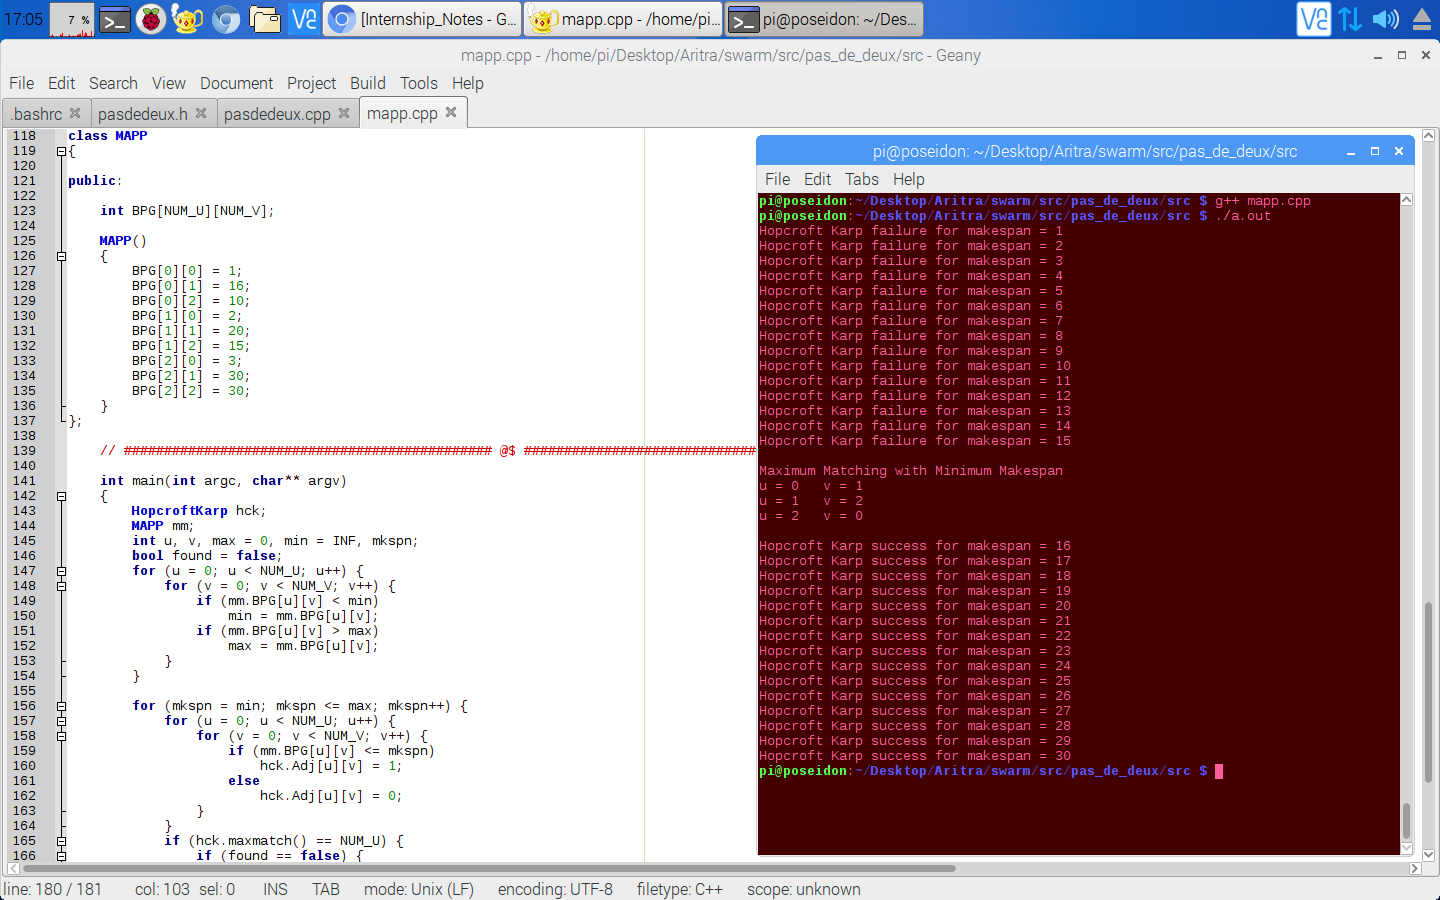 17:05
7 %
[Internship_Notes - G...
mapp.cpp - /home/pi...
pi@poseidon: ~/Des...
mapp.cpp - /home/pi/Desktop/Aritra/swarm/src/pas_de_deux/src - Geany
File Edit Search View Document Project Build Tools Help
.bashrc pasdedeux.h pasdedeux.cpp mapp.cpp
118 class MAPP
119 {
120
121 public:
122
123     int BPG[NUM_U][NUM_V];
124
125     MAPP()
126     {
127         BPG[0][0] = 1;
128         BPG[0][1] = 16;
129         BPG[0][2] = 10;
130         BPG[1][0] = 2;
131         BPG[1][1] = 20;
132         BPG[1][2] = 15;
133         BPG[2][0] = 3;
134         BPG[2][1] = 30;
135         BPG[2][2] = 30;
136     }
137 };
138
139     // ############################################## @$ #############################
140
141     int main(int argc, char** argv)
142     {
143         HopcroftKarp hck;
144         MAPP mm;
145         int u, v, max = 0, min = INF, mkspn;
146         bool found = false;
147         for (u = 0; u < NUM_U; u++) {
148             for (v = 0; v < NUM_V; v++) {
149                 if (mm.BPG[u][v] < min)
150                     min = mm.BPG[u][v];
151                 if (mm.BPG[u][v] > max)
152                     max = mm.BPG[u][v];
153             }
154         }
155
156         for (mkspn = min; mkspn <= max; mkspn++) {
157             for (u = 0; u < NUM_U; u++) {
158                 for (v = 0; v < NUM_V; v++) {
159                     if (mm.BPG[u][v] <= mkspn)
160                         hck.Adj[u][v] = 1;
161                     else
162                         hck.Adj[u][v] = 0;
163                 }
164             }
165             if (hck.maxmatch() == NUM_U) {
166                 if (found == false) {
pi@poseidon: ~/Desktop/Aritra/swarm/src/pas_de_deux/src
File Edit Tabs Help
pi@poseidon:~/Desktop/Aritra/swarm/src/pas_de_deux/src $ g++ mapp.cpp
pi@poseidon:~/Desktop/Aritra/swarm/src/pas_de_deux/src $ ./a.out
Hopcroft Karp failure for makespan = 1
Hopcroft Karp failure for makespan = 2
Hopcroft Karp failure for makespan = 3
Hopcroft Karp failure for makespan = 4
Hopcroft Karp failure for makespan = 5
Hopcroft Karp failure for makespan = 6
Hopcroft Karp failure for makespan = 7
Hopcroft Karp failure for makespan = 8
Hopcroft Karp failure for makespan = 9
Hopcroft Karp failure for makespan = 10
Hopcroft Karp failure for makespan = 11
Hopcroft Karp failure for makespan = 12
Hopcroft Karp failure for makespan = 13
Hopcroft Karp failure for makespan = 14
Hopcroft Karp failure for makespan = 15
Maximum Matching with Minimum Makespan
u = 0   v = 1
u = 1   v = 2
u = 2   v = 0
Hopcroft Karp success for makespan = 16
Hopcroft Karp success for makespan = 17
Hopcroft Karp success for makespan = 18
Hopcroft Karp success for makespan = 19
Hopcroft Karp success for makespan = 20
Hopcroft Karp success for makespan = 21
Hopcroft Karp success for makespan = 22
Hopcroft Karp success for makespan = 23
Hopcroft Karp success for makespan = 24
Hopcroft Karp success for makespan = 25
Hopcroft Karp success for makespan = 26
Hopcroft Karp success for makespan = 27
Hopcroft Karp success for makespan = 28
Hopcroft Karp success for makespan = 29
Hopcroft Karp success for makespan = 30
pi@poseidon:~/Desktop/Aritra/swarm/src/pas_de_deux/src $
line: 180 / 181 col: 103 sel: 0 INS TAB mode: Unix (LF) encoding: UTF-8 filetype: C++ scope: unknown